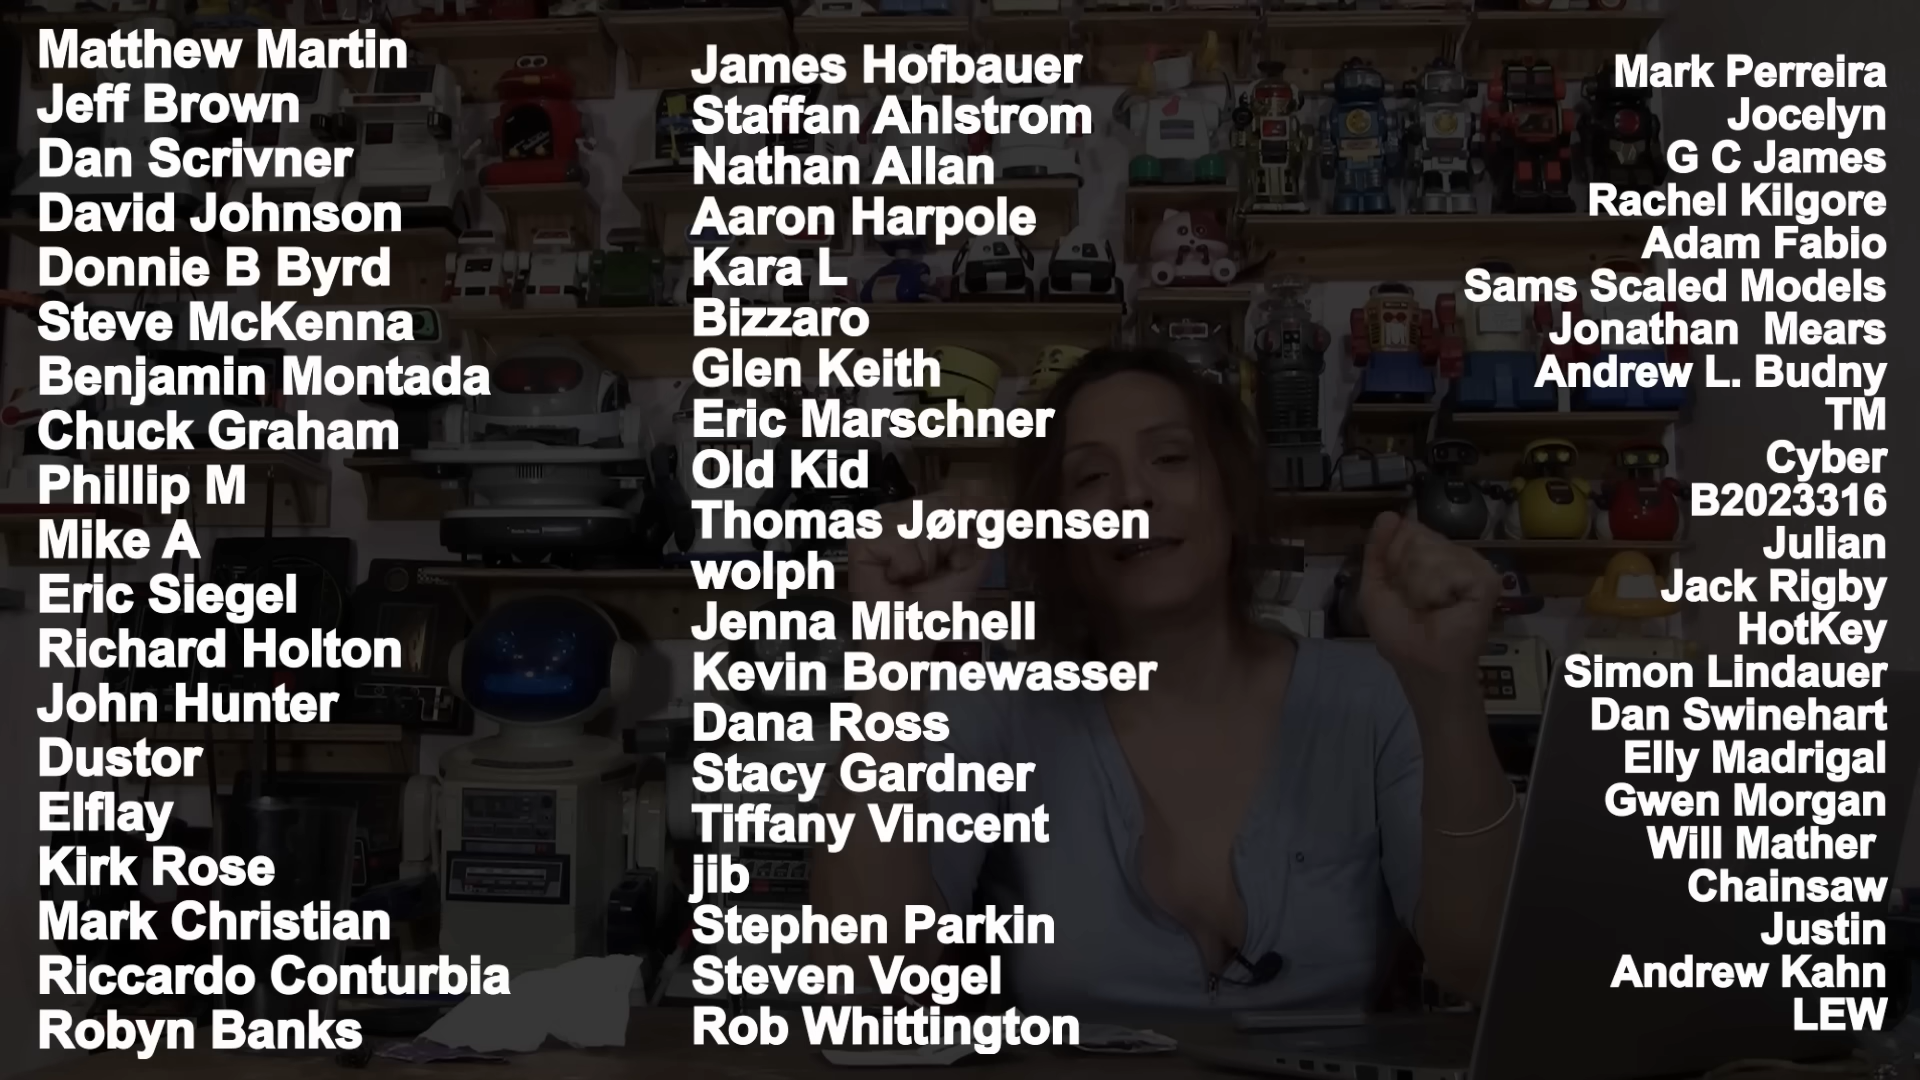 Matthew Martin
Jeff Brown
Dan Scrivner
David Johnson
Donnie B Byrd
Steve McKenna
Benjamin Montada
Chuck Graham
Phillip M
Mike A
Eric Siegel
Richard Holton
John Hunter
Dustor
Elflay
Kirk Rose
Mark Christian
Riccardo Conturbia
Robyn Banks
James Hofbauer
Staffan Ahlstrom
Nathan Allan
Aaron Harpole
Kara L
Bizzaro
Glen Keith
Eric Marschner
Old Kid
Thomas Jørgensen
wolph
Jenna Mitchell
Kevin Bornewasser
Dana Ross
Stacy Gardner
Tiffany Vincent
jib
Stephen Parkin
Steven Vogel
Rob Whittington
Mark Perreira
Jocelyn
G C James
Rachel Kilgore
Adam Fabio
Sams Scaled Models
Jonathan  Mears
Andrew L. Budny
TM
Cyber
B2023316
Julian
Jack Rigby
HotKey
Simon Lindauer
Dan Swinehart
Elly Madrigal
Gwen Morgan
Will Mather
Chainsaw
Justin
Andrew Kahn
LEW